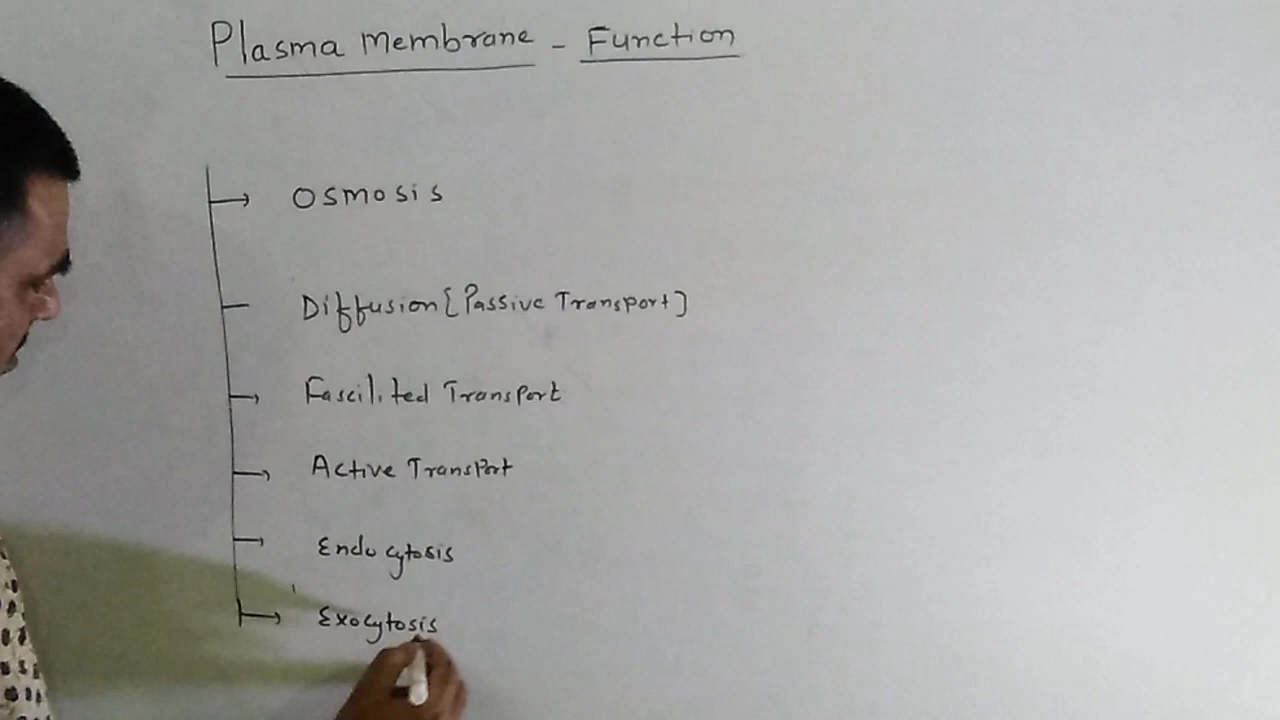 Plasma Membrane - Function
Osmosis
Diffusion [Passive Transport]
Fascilited Transport
Active Transport
Endocytosis
Exocytosis